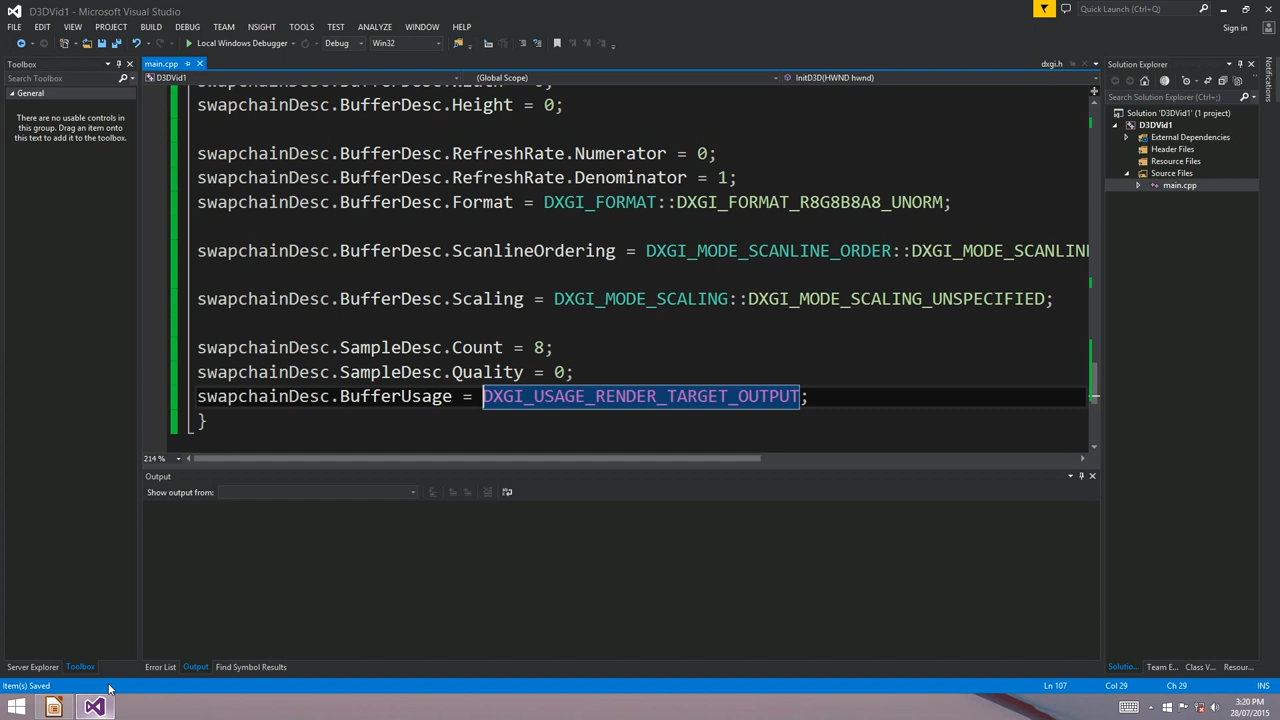 D3DVid1 - Microsoft Visual Studio
Quick Launch (Ctrl+Q)
FILE EDIT VIEW PROJECT BUILD DEBUG TEAM NSIGHT TOOLS TEST ANALYZE WINDOW HELP
Sign in
Local Windows Debugger Debug Win32
Toolbox
main.cpp
dxgi.h
Solution Explorer
Search Toolbox
D3DVid1 (Global Scope) InitD3D(HWND hwnd)
General
There are no usable controls in
this group. Drag an item onto
this text to add it to the toolbox.
Search Solution Explorer (Ctrl+;)
Solution 'D3DVid1' (1 project)
D3DVid1
External Dependencies
Header Files
Resource Files
Source Files
main.cpp
Notifications
swapchainDesc.BufferDesc.Height = 0;
swapchainDesc.BufferDesc.RefreshRate.Numerator = 0;
swapchainDesc.BufferDesc.RefreshRate.Denominator = 1;
swapchainDesc.BufferDesc.Format = DXGI_FORMAT::DXGI_FORMAT_R8G8B8A8_UNORM;
swapchainDesc.BufferDesc.ScanlineOrdering = DXGI_MODE_SCANLINE_ORDER::DXGI_MODE_SCANLIN
swapchainDesc.BufferDesc.Scaling = DXGI_MODE_SCALING::DXGI_MODE_SCALING_UNSPECIFIED;
swapchainDesc.SampleDesc.Count = 8;
swapchainDesc.SampleDesc.Quality = 0;
swapchainDesc.BufferUsage = DXGI_USAGE_RENDER_TARGET_OUTPUT;
}
214 %
Output
Show output from:
Server Explorer Toolbox
Error List Output Find Symbol Results
Solutio... Team E... Class V... Resour...
Item(s) Saved
Ln 107 Col 29 Ch 29 INS
3:20 PM
28/07/2015